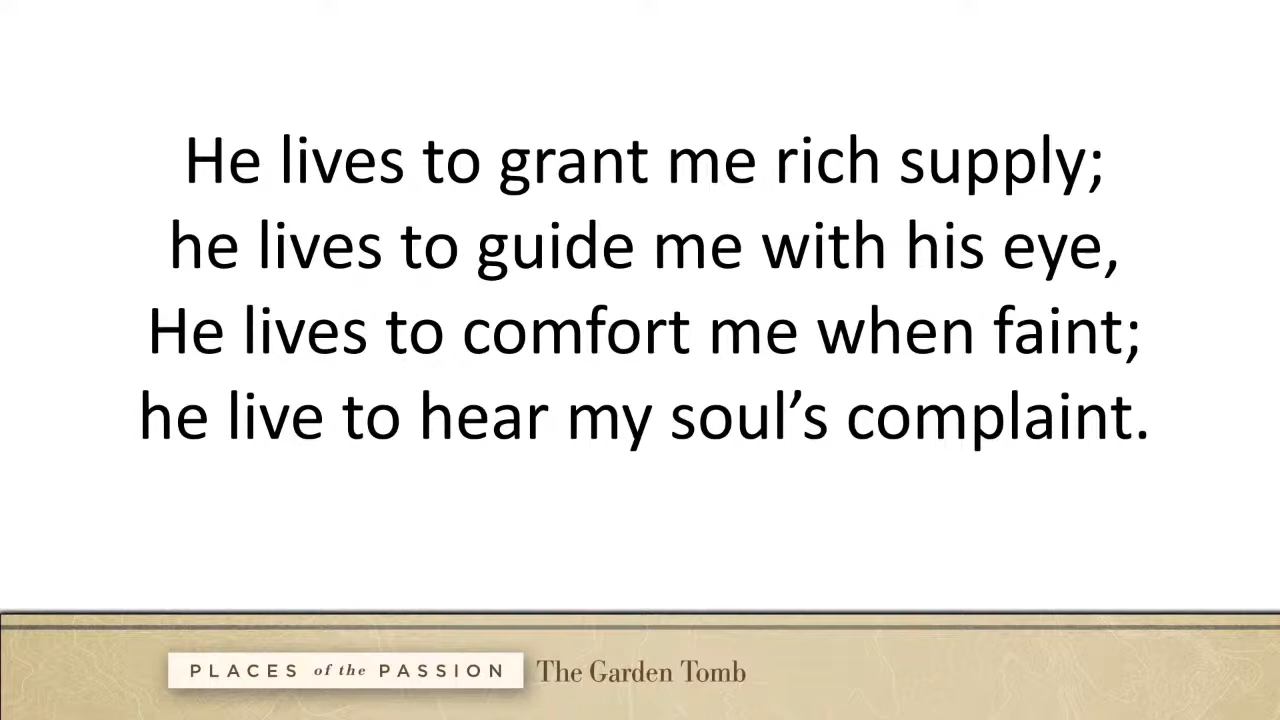 He lives to grant me rich supply;
he lives to guide me with his eye,
He lives to comfort me when faint;
he live to hear my soul’s complaint.
PLACES of the PASSION The Garden Tomb